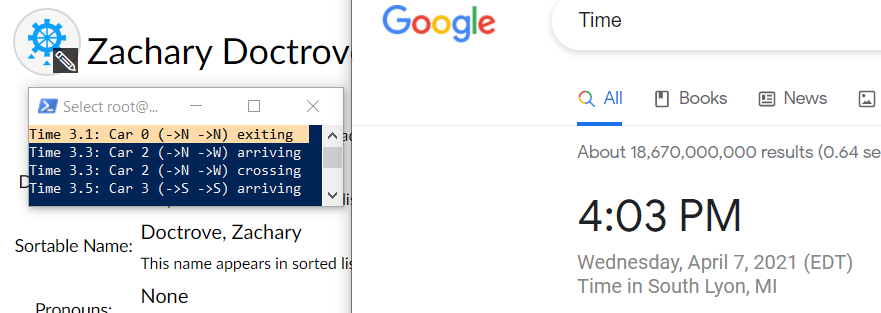 Zachary Doctrov
Select root@...
Time 3.1: Car 0 (->N ->N) exiting
Time 3.3: Car 2 (->N ->W) arriving
Time 3.3: Car 2 (->N ->W) crossing
Time 3.5: Car 3 (->S ->S) arriving
Sortable Name:
Doctrove, Zachary
This name appears in sorted lis
Pronouns:
None
Google
Time
All
Books
News
About 18,670,000,000 results (0.64 se
4:03 PM
Wednesday, April 7, 2021 (EDT)
Time in South Lyon, MI